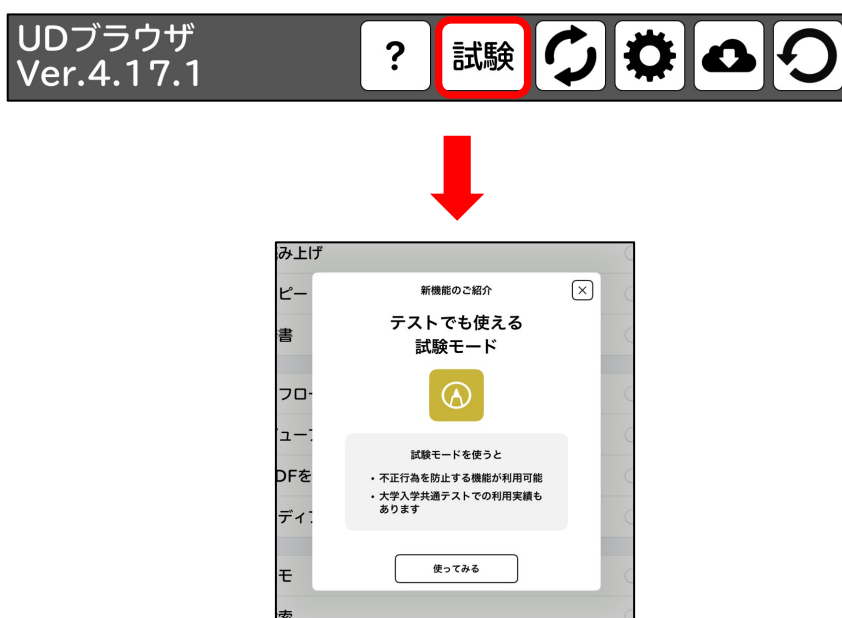 UDブラウザ
Ver.4.17.1
?
試験
み上げ
ピー
書
フロー
ューア
DFを
ディア
モ
索
新機能のご紹介
テストでも使える
試験モード
試験モードを使うと
・不正行為を防止する機能が利用可能
・大学入学共通テストでの利用実績も
あります
使ってみる